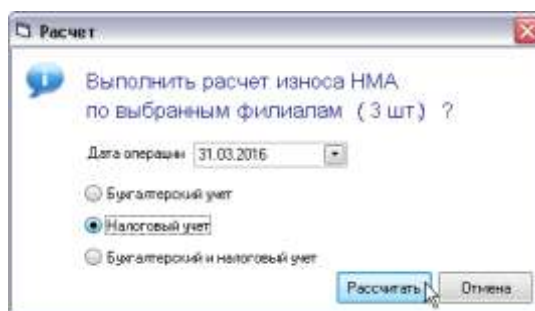 Расчет
Выполнить расчет износа НМА
по выбранным филиалам ( 3 шт.) ?
Дата операции 31.03.2016
Бухгалтерский учет
Налоговый учет
Бухгалтерский и налоговый учет
Рассчитать Отмена